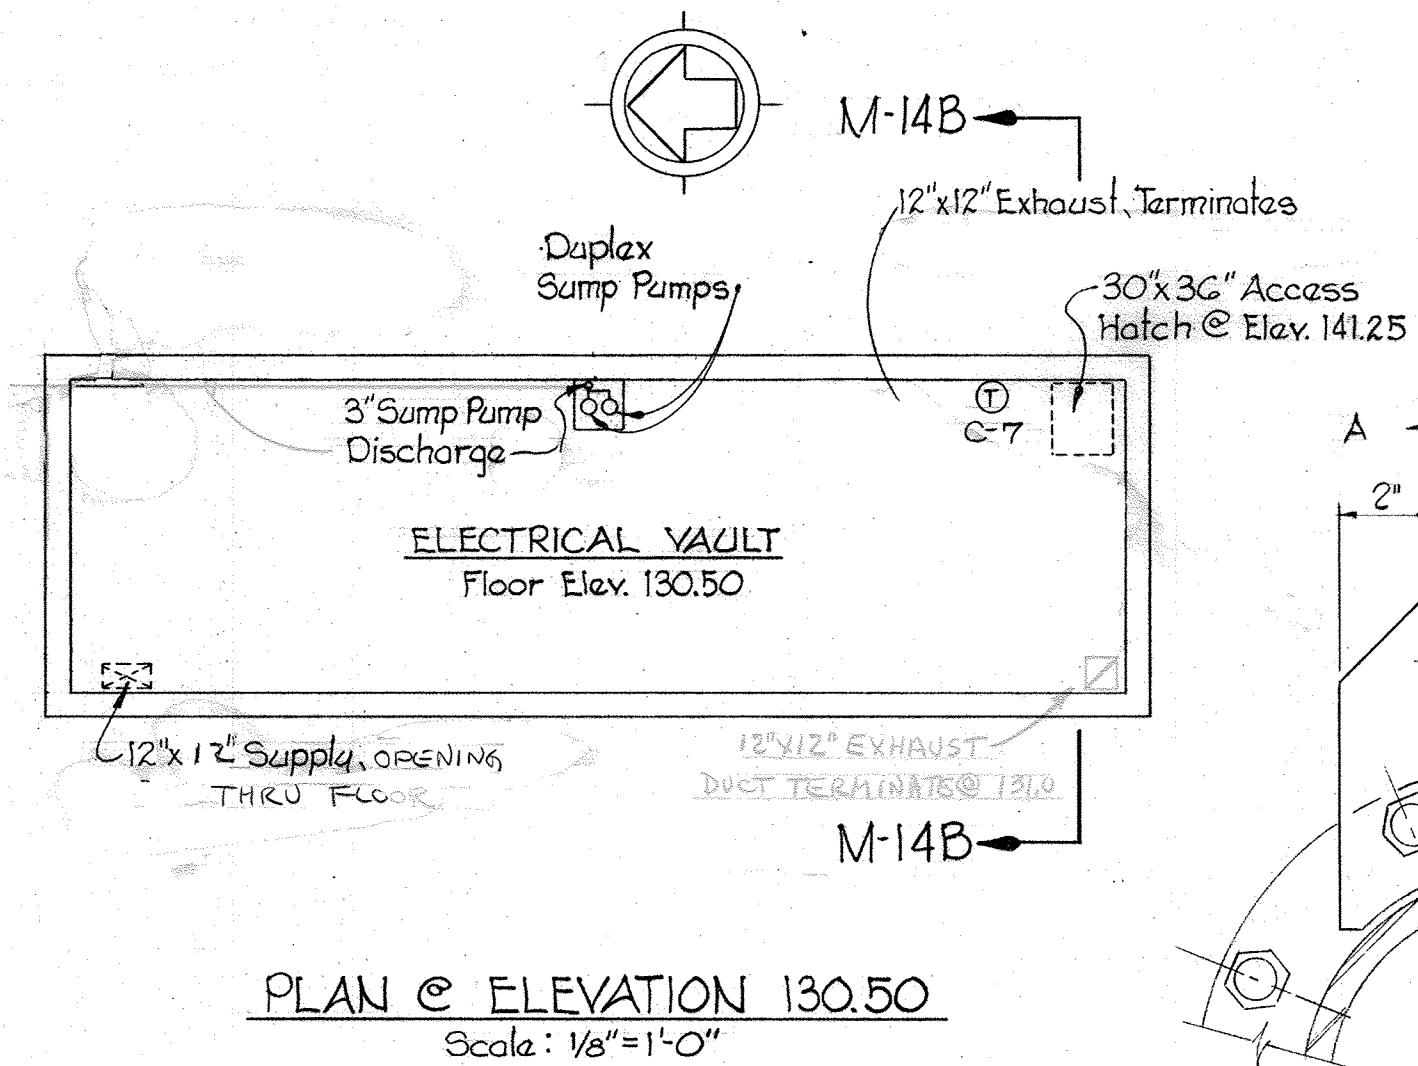 M-14B
12"x12" Exhaust, Terminates
Duplex
Sump Pumps
30"x36" Access
Hatch @ Elev. 141.25
3" Sump Pump
Discharge
T
C-7
A
2"
ELECTRICAL VAULT
Floor Elev. 130.50
12"x12" Supply, OPENING
THRU FLOOR
12"x12" EXHAUST
DUCT TERMINATE@ 131.0
M-14B
PLAN @ ELEVATION 130.50
Scale: 1/8"=1'-0"